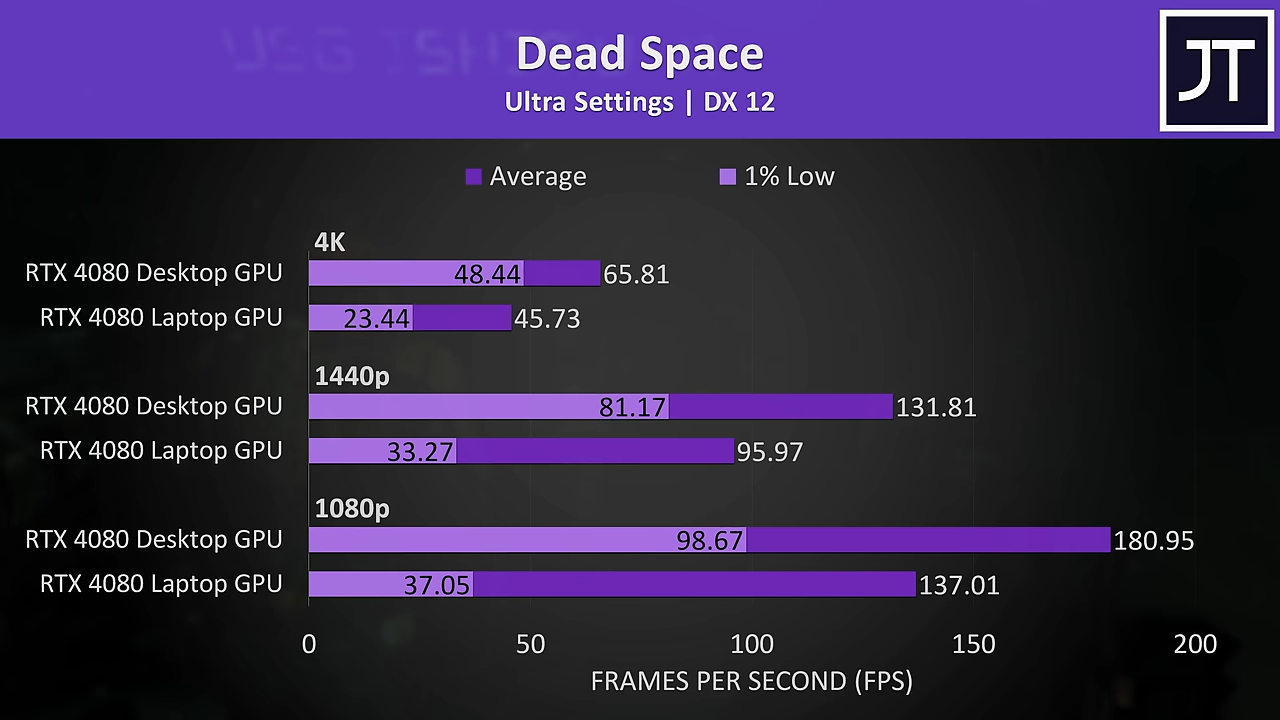 Dead Space
Ultra Settings | DX 12
JT
Average
1% Low
4K
RTX 4080 Desktop GPU 48.44 65.81
RTX 4080 Laptop GPU 23.44 45.73
1440p
RTX 4080 Desktop GPU 81.17 131.81
RTX 4080 Laptop GPU 33.27 95.97
1080p
RTX 4080 Desktop GPU 98.67 180.95
RTX 4080 Laptop GPU 37.05 137.01
0 50 100 150 200
FRAMES PER SECOND (FPS)